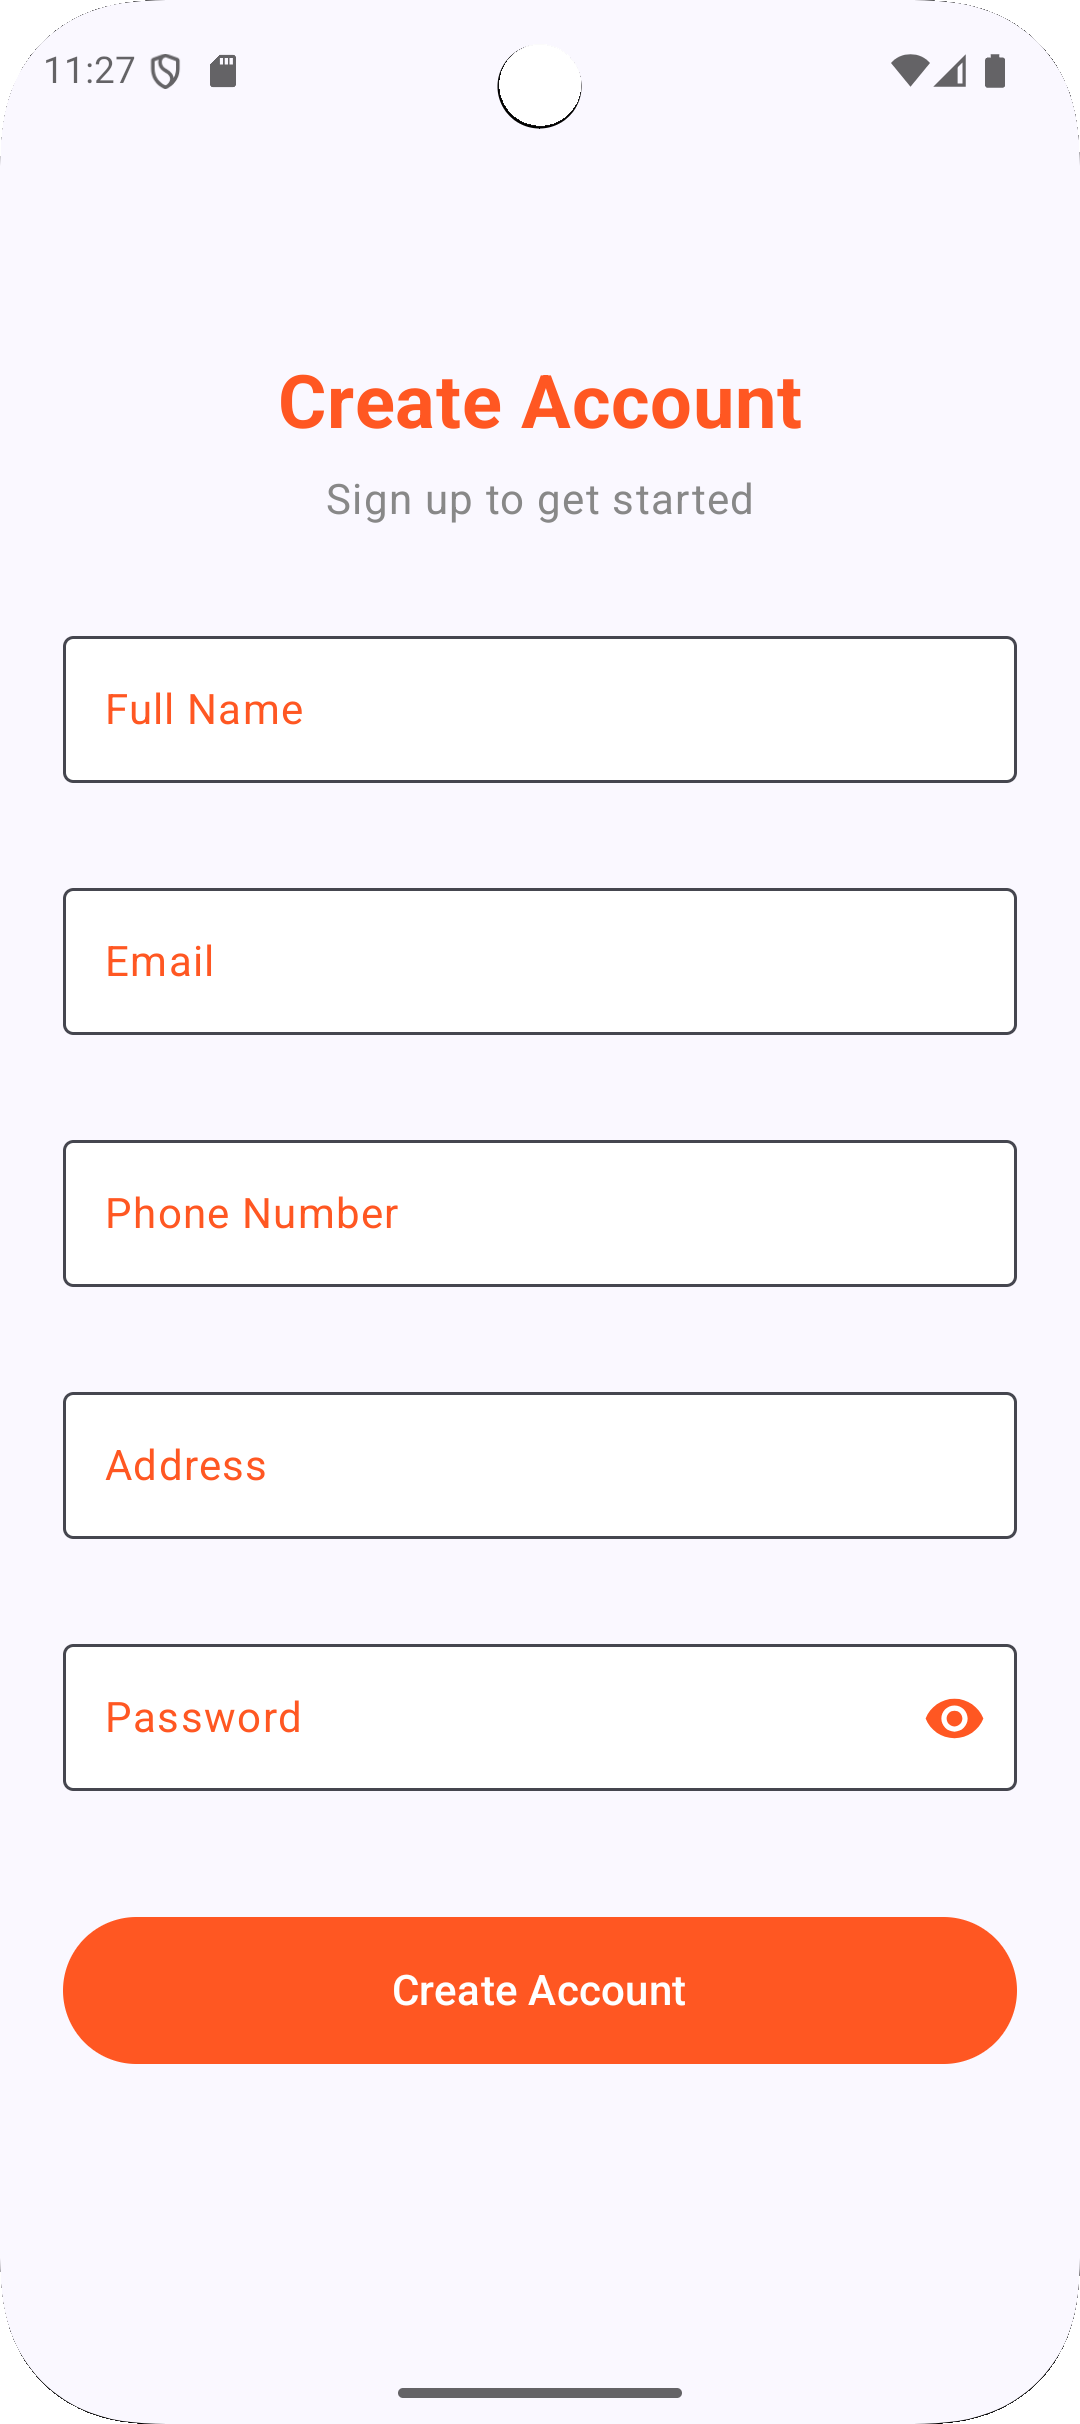 11:27
Create Account
Sign up to get started
Full Name
Email
Phone Number
Address
Password
Create Account